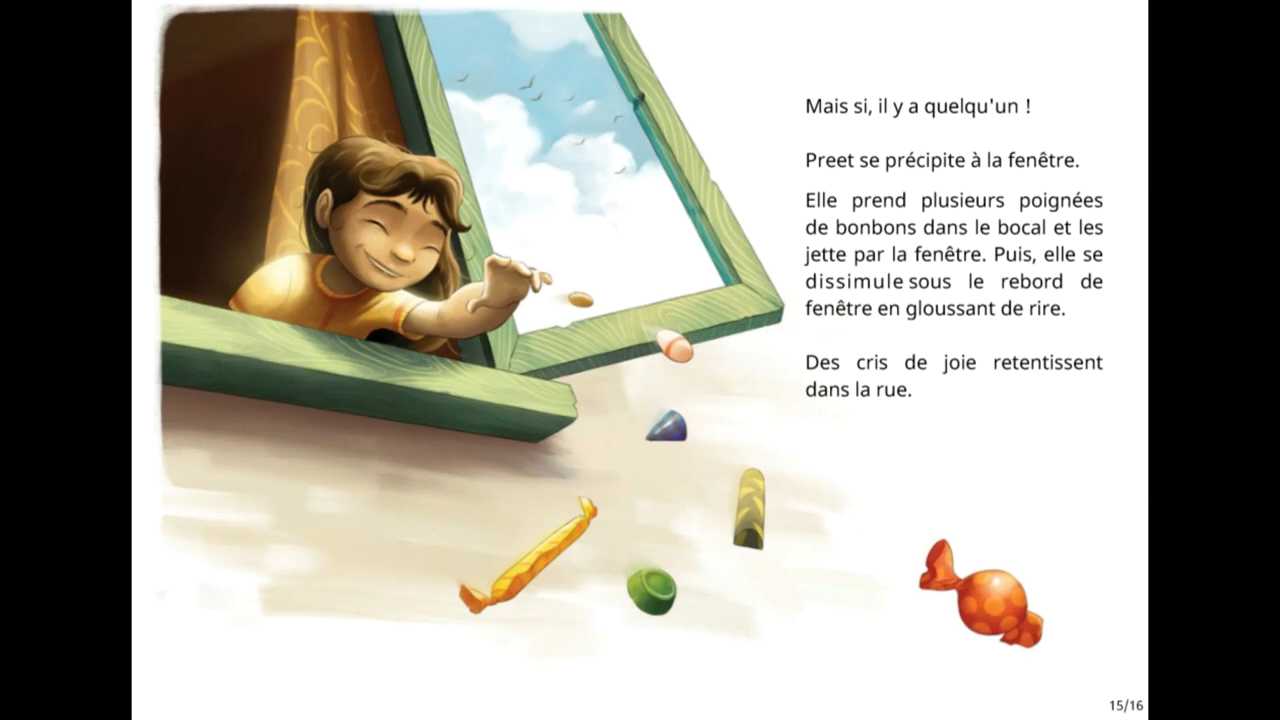 Mais si, il y a quelqu'un !
Preet se précipite à la fenêtre.
Elle prend plusieurs poignées
de bonbons dans le bocal et les
jette par la fenêtre. Puis, elle se
dissimule sous le rebord de
fenêtre en gloussant de rire.
Des cris de joie retentissent
dans la rue.
15/16